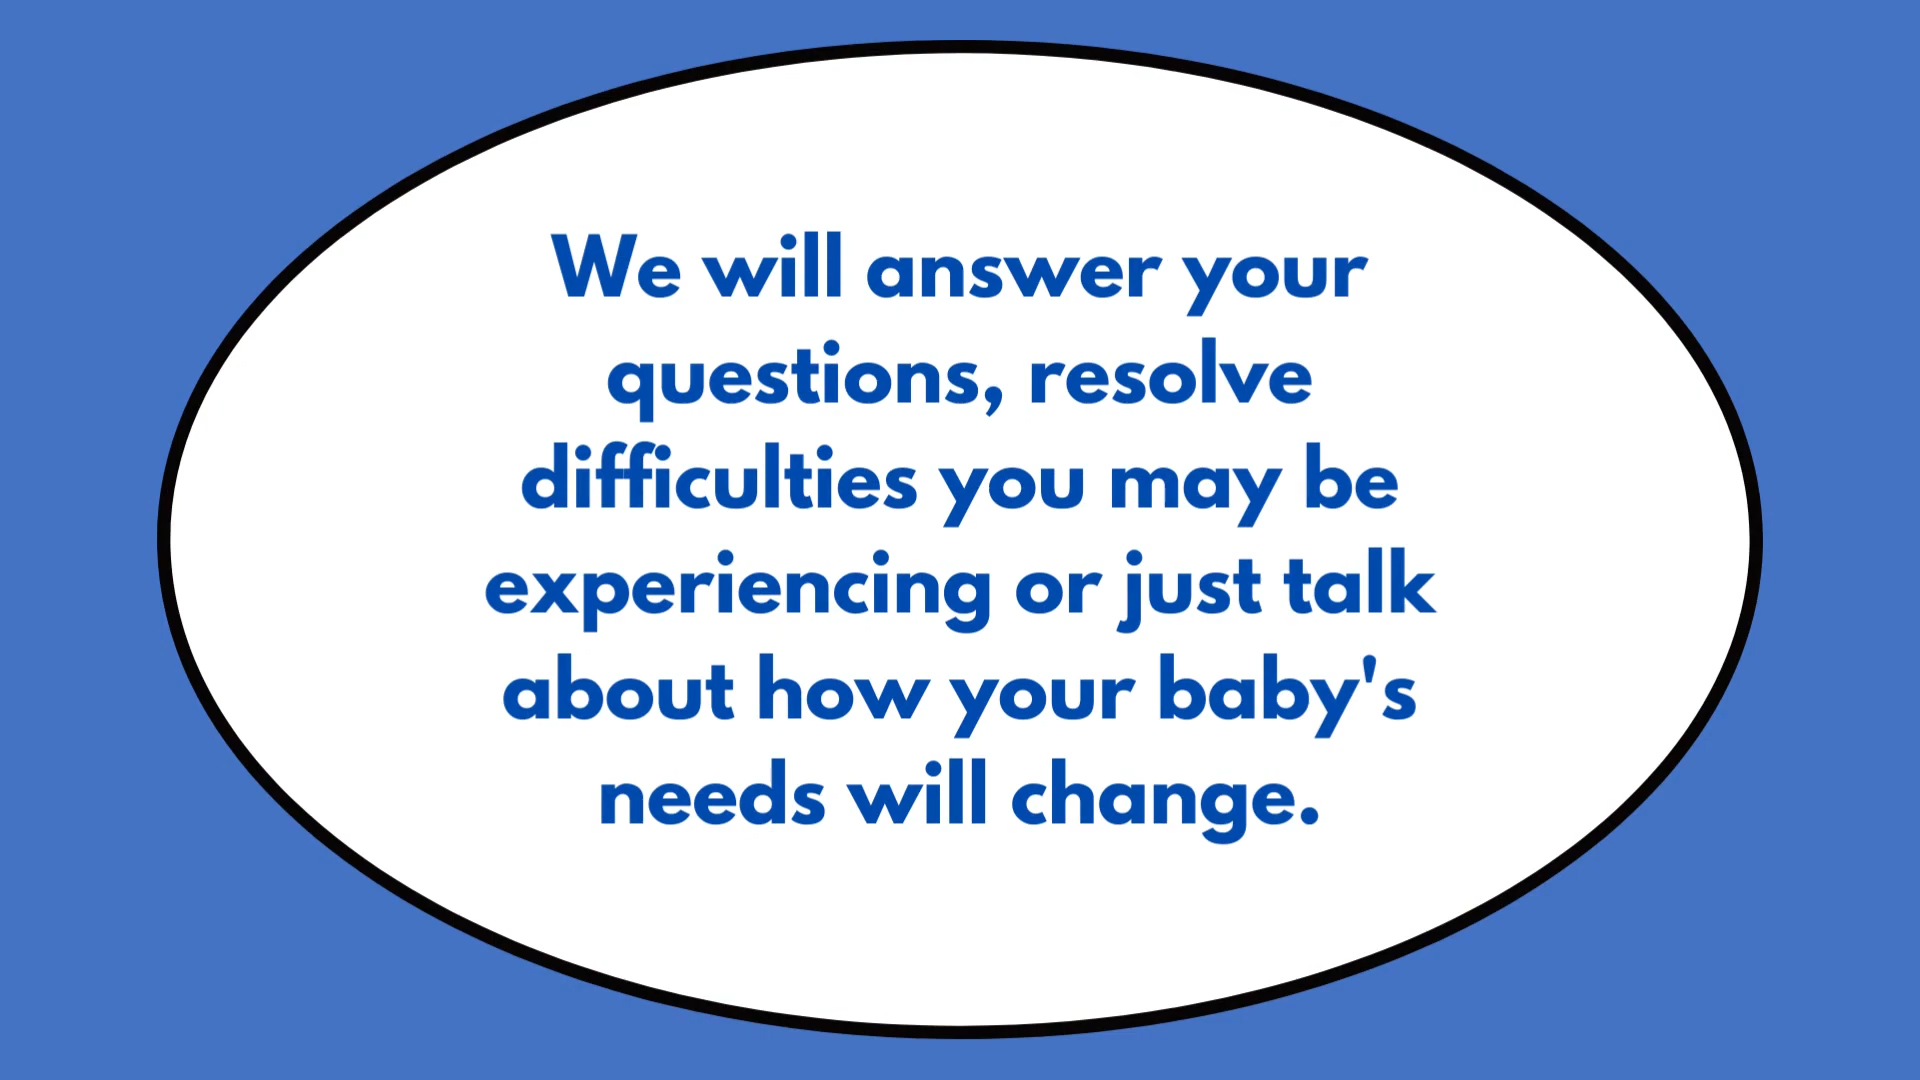 We will answer your
questions, resolve
difficulties you may be
experiencing or just talk
about how your baby's
needs will change.